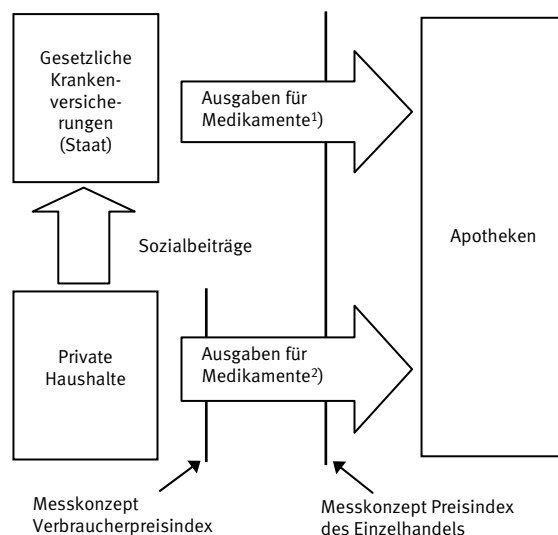 Gesetzliche
Kranken-
versiche-
rungen
(Staat)
Ausgaben für
Medikamente¹)
Apotheken
Sozialbeiträge
Private
Haushalte
Ausgaben für
Medikamente²)
Messkonzept
Verbraucherpreisindex
Messkonzept Preisindex
des Einzelhandels